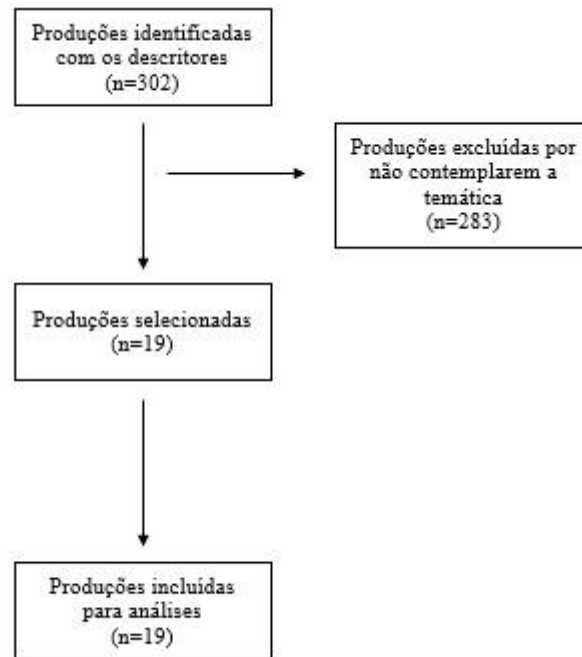 Produções identificadas
com os descritores
(n=302)
Produções excluídas por
não contemplarem a
temática
(n=283)
Produções selecionadas
(n=19)
Produções incluídas
para análises
(n=19)